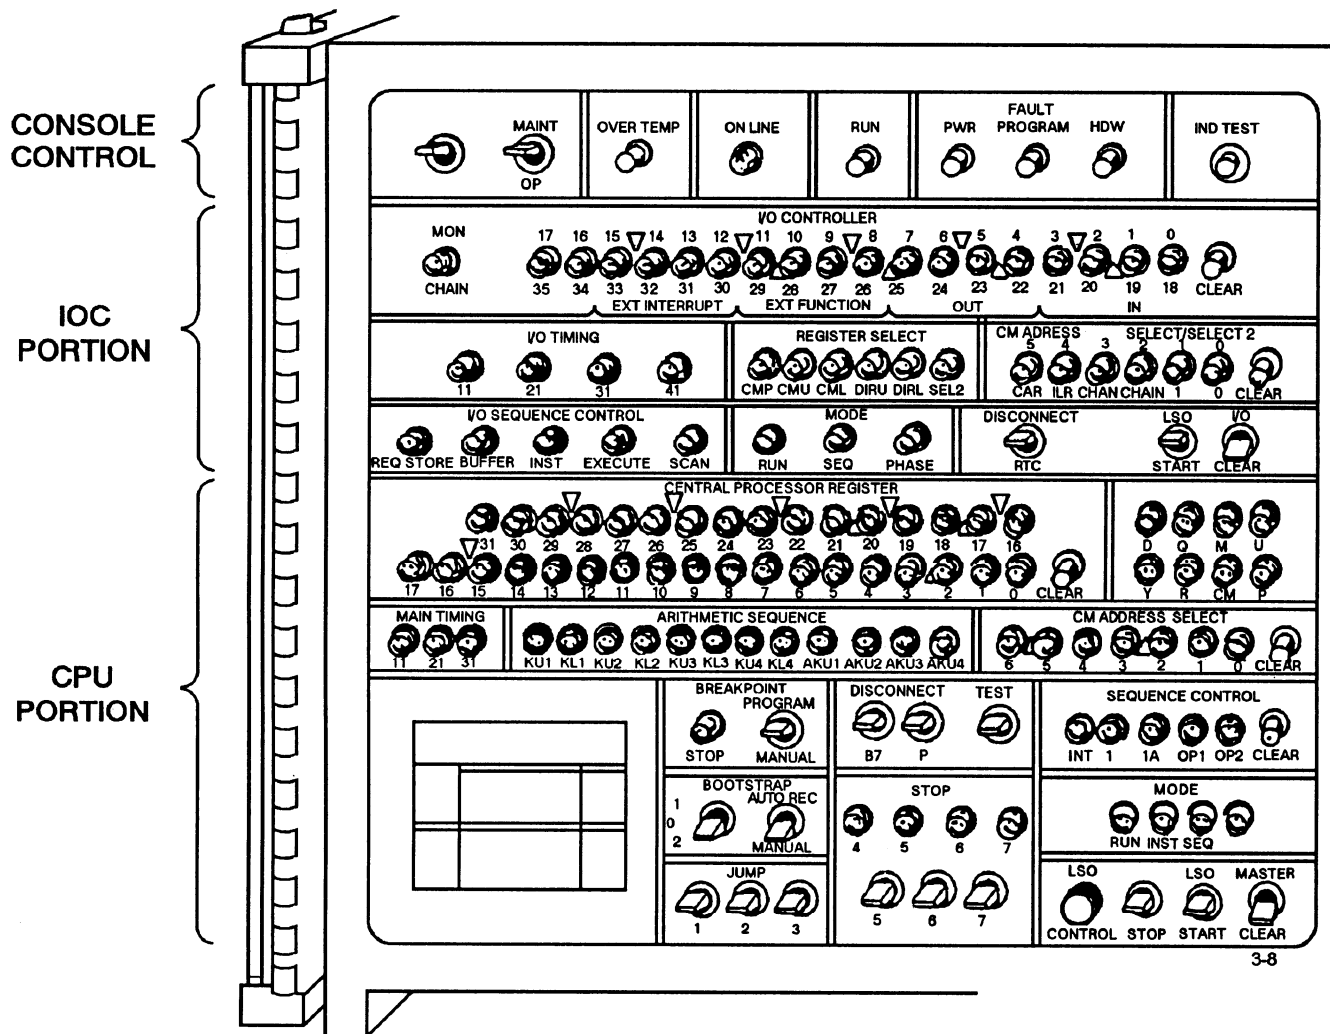 CONSOLE
CONTROL
MAINT
OP
OVER TEMP
ON LINE
RUN
FAULT
PWR PROGRAM HDW
IND TEST
IOC
PORTION
I/O CONTROLLER
MON
CHAIN
17 16 15 14 13 12 11 10 9 8 7 6 5 4 3 2 1 0
35 34 33 32 31 30 29 28 27 26 25 24 23 22 21 20 19 18 CLEAR
EXT INTERRUPT EXT FUNCTION OUT IN
I/O TIMING
11 21 31 41
REGISTER SELECT
CMP CMU CML DIRU DIRL SEL2
CM ADRESS SELECT/SELECT 2
5 4 3 2 1 0
CAR ILR CHAN CHAIN 1 0 CLEAR
I/O SEQUENCE CONTROL
REQ STORE BUFFER INST EXECUTE SCAN
MODE
RUN SEQ PHASE
DISCONNECT LSO I/O
RTC START CLEAR
CPU
PORTION
CENTRAL PROCESSOR REGISTER
31 30 29 28 27 26 25 24 23 22 21 20 19 18 17 16
17 16 15 14 13 12 11 10 9 8 7 6 5 4 3 2 1 0 CLEAR
D Q M U
Y R CM P
MAIN TIMING
11 21 31
ARITHMETIC SEQUENCE
KU1 KL1 KU2 KL2 KU3 KL3 KU4 KL4 AKU1 AKU2 AKU3 AKU4
CM ADDRESS SELECT
6 5 4 3 2 1 0 CLEAR
BREAKPOINT
PROGRAM
STOP MANUAL
DISCONNECT TEST
B7 P
SEQUENCE CONTROL
INT 1 1A OP1 OP2 CLEAR
BOOTSTRAP
AUTO REC
1
0
2
MANUAL
STOP
4 5 6 7
5 6 7
MODE
RUN INST SEQ
JUMP
1 2 3
LSO LSO MASTER
CONTROL STOP START CLEAR
3-8